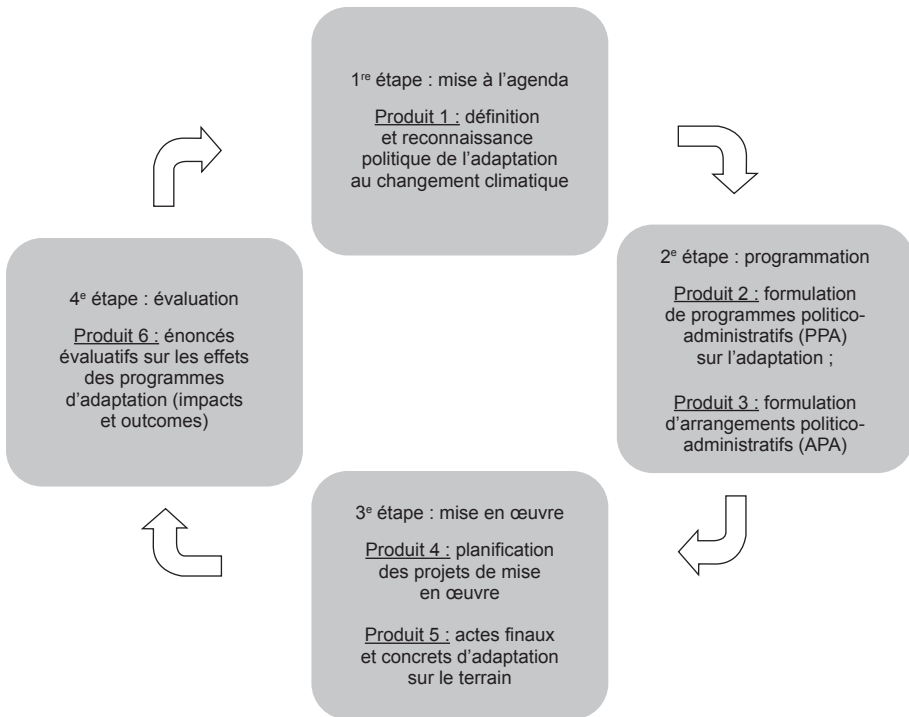 1re étape : mise à l’agenda
Produit 1 : définition
et reconnaissance
politique de l’adaptation
au changement climatique
2e étape : programmation
Produit 2 : formulation
de programmes politico-
administratifs (PPA)
sur l’adaptation ;
Produit 3 : formulation
d’arrangements politico-
administratifs (APA)
3e étape : mise en œuvre
Produit 4 : planification
des projets de mise
en œuvre
Produit 5 : actes finaux
et concrets d’adaptation
sur le terrain
4e étape : évaluation
Produit 6 : énoncés
évaluatifs sur les effets
des programmes
d’adaptation (impacts
et outcomes)